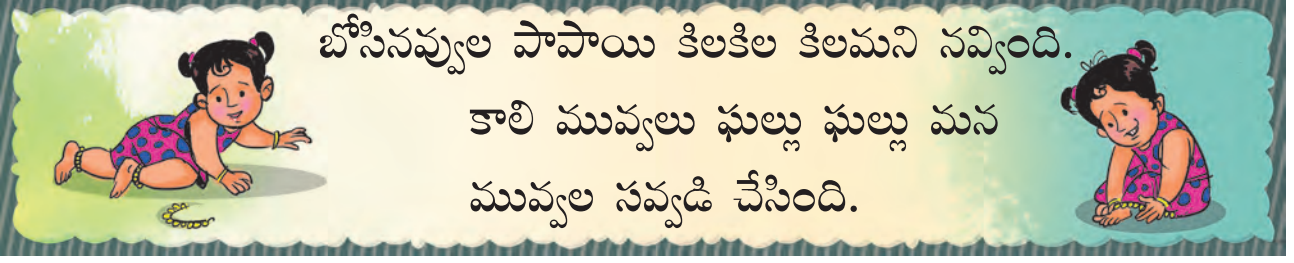 బోసినవ్వుల పాపాయి కిలకిల కిలమని నవ్వింది.
కాలి మువ్వలు ఘల్లు ఘల్లు మన
మువ్వల సవ్వడి చేసింది.